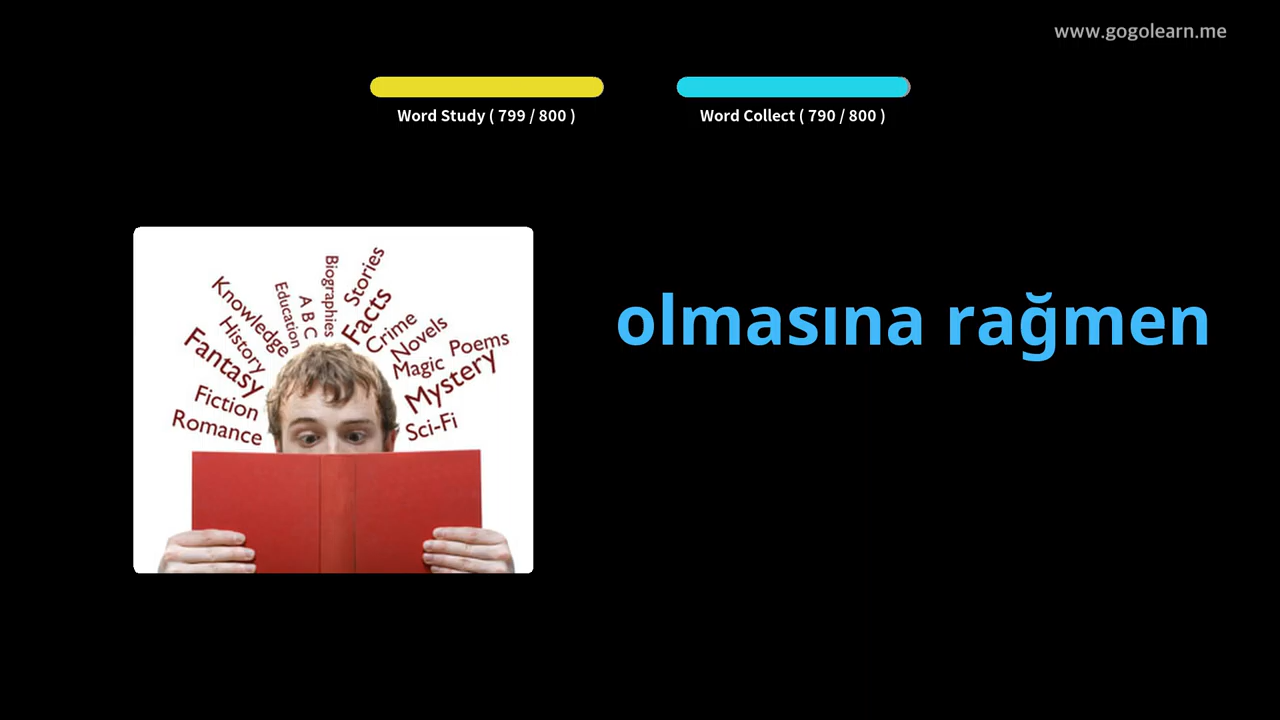 www.gogolearn.me
Word Study ( 799 / 800 )
Word Collect ( 790 / 800 )
Knowledge
Education
A B C
Biographies
Stories
Facts
Crime
Novels
Poems
Magic
Mystery
Sci-Fi
History
Fantasy
Fiction
Romance
olmasına rağmen